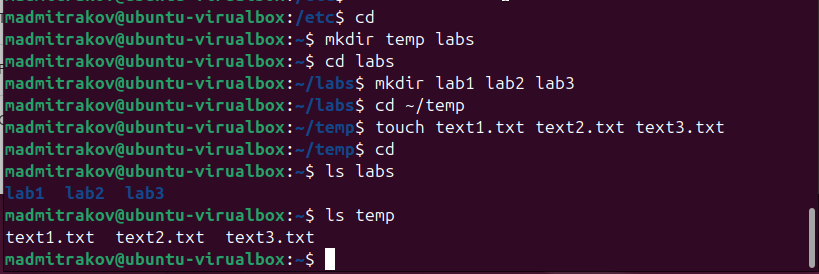 madmitrakov@ubuntu-virualbox:/etc$ cd
madmitrakov@ubuntu-virualbox:~$ mkdir temp labs
madmitrakov@ubuntu-virualbox:~$ cd labs
madmitrakov@ubuntu-virualbox:~/labs$ mkdir lab1 lab2 lab3
madmitrakov@ubuntu-virualbox:~/labs$ cd ~/temp
madmitrakov@ubuntu-virualbox:~/temp$ touch text1.txt text2.txt text3.txt
madmitrakov@ubuntu-virualbox:~/temp$ cd
madmitrakov@ubuntu-virualbox:~$ ls labs
lab1  lab2  lab3
madmitrakov@ubuntu-virualbox:~$ ls temp
text1.txt  text2.txt  text3.txt
madmitrakov@ubuntu-virualbox:~$